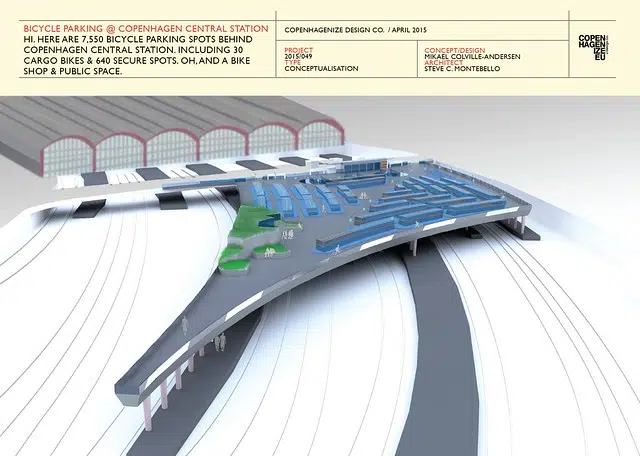 BICYCLE PARKING @ COPENHAGEN CENTRAL STATION
HI. HERE ARE 7,550 BICYCLE PARKING SPOTS BEHIND
COPENHAGEN CENTRAL STATION. INCLUDING 30
CARGO BIKES & 640 SECURE SPOTS. OH, AND A BIKE
SHOP & PUBLIC SPACE.
COPENHAGENIZE DESIGN CO. / APRIL 2015
PROJECT
2015/049
TYPE
CONCEPTUALISATION
CONCEPT/DESIGN
MIKAEL COLVILLE-ANDERSEN
ARCHITECT
STEVE C. MONTEBELLO
COPEN
HAGEN
IZE
EU